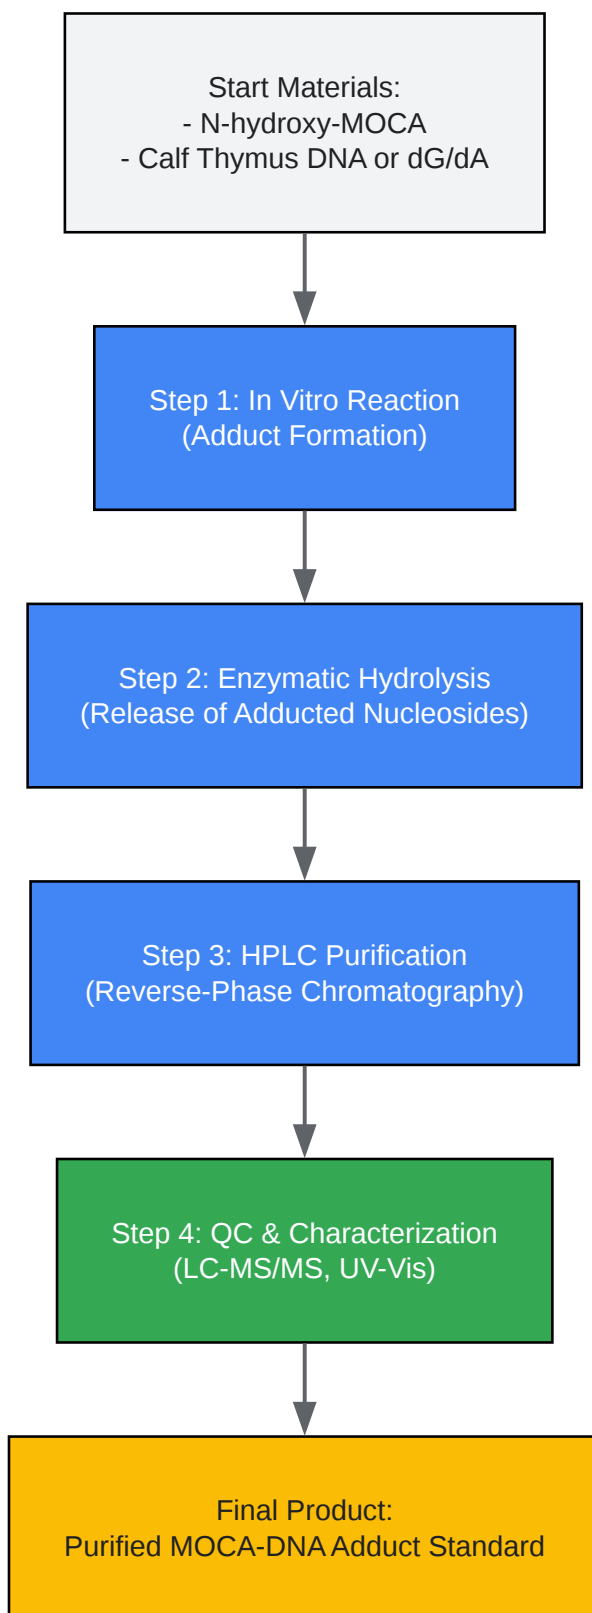 Start Materials:
- N-hydroxy-MOCA
- Calf Thymus DNA or dG/dA
Step 1: In Vitro Reaction
(Adduct Formation)
Step 2: Enzymatic Hydrolysis
(Release of Adducted Nucleosides)
Step 3: HPLC Purification
(Reverse-Phase Chromatography)
Step 4: QC & Characterization
(LC-MS/MS, UV-Vis)
Final Product:
Purified MOCA-DNA Adduct Standard